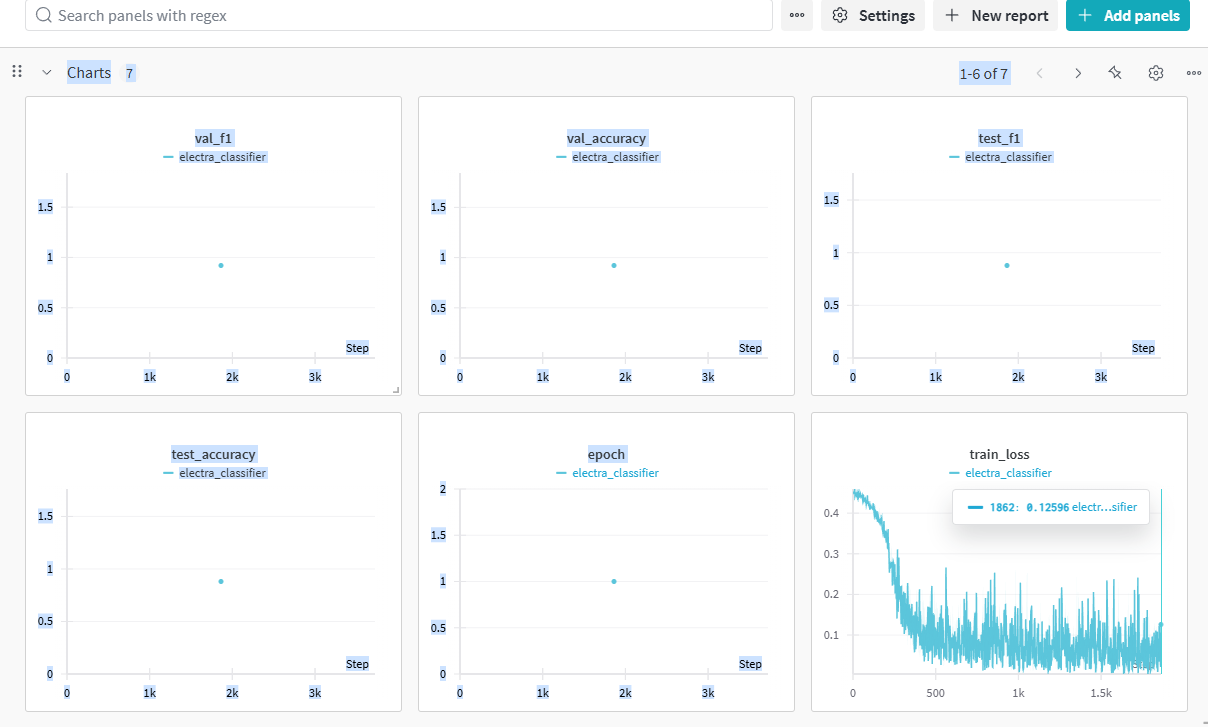 Search panels with regex
Settings
New report
Add panels
Charts 7
1-6 of 7
val_f1
electra_classifier
1.5
1
0.5
0
Step
0 1k 2k 3k
val_accuracy
electra_classifier
1.5
1
0.5
0
Step
0 1k 2k 3k
test_f1
electra_classifier
1.5
1
0.5
0
Step
0 1k 2k 3k
test_accuracy
electra_classifier
1.5
1
0.5
0
Step
0 1k 2k 3k
epoch
electra_classifier
2
1.5
1
0.5
0
Step
0 1k 2k 3k
train_loss
electra_classifier
1862: 0.12596 electr...sifier
0.4
0.3
0.2
0.1
0 500 1k 1.5k